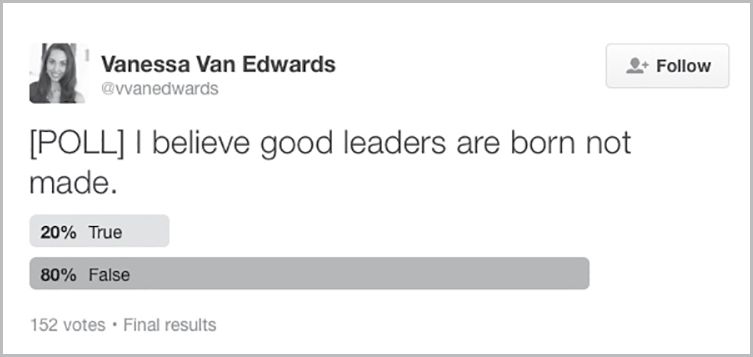 Vanessa Van Edwards
@vvanedwards
Follow
[POLL] I believe good leaders are born not
made.
20% True
80% False
152 votes • Final results